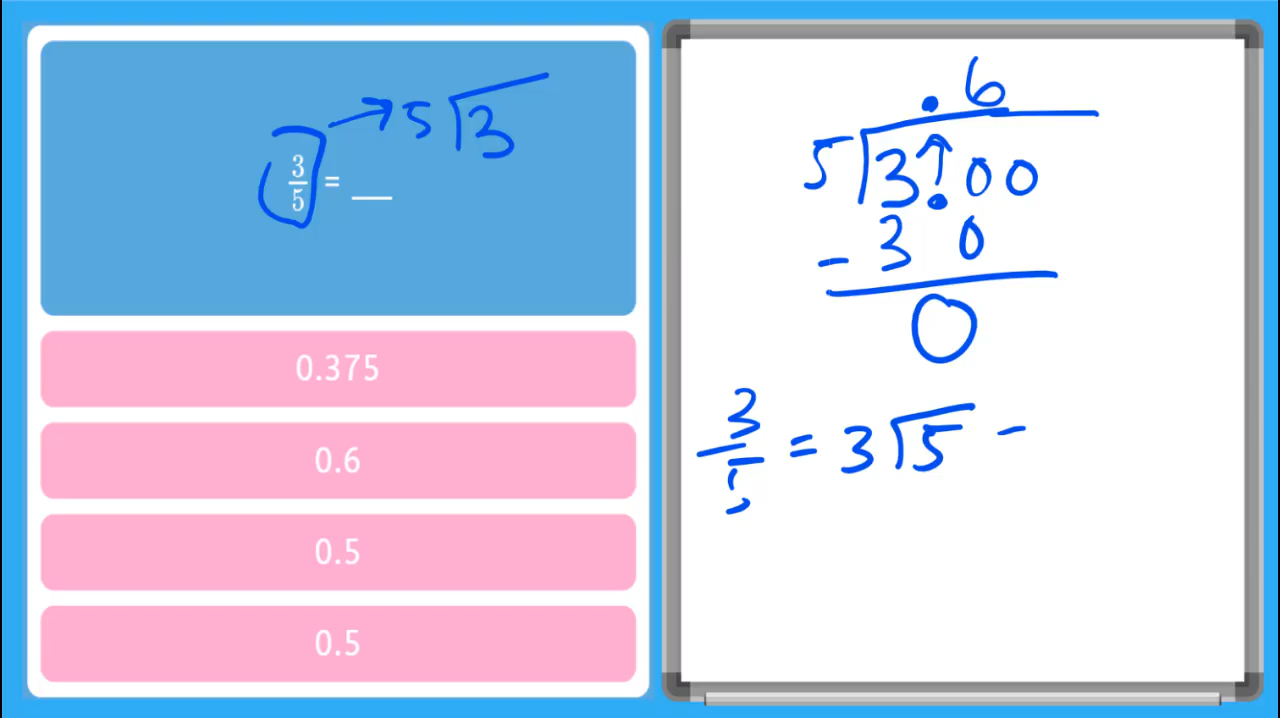 5 ⟌ 3
3/5 = __
0.375
0.6
0.5
0.5
.6
5 ⟌ 3.00
- 3 0
0
3/5 = 3 ⟌ 5 =